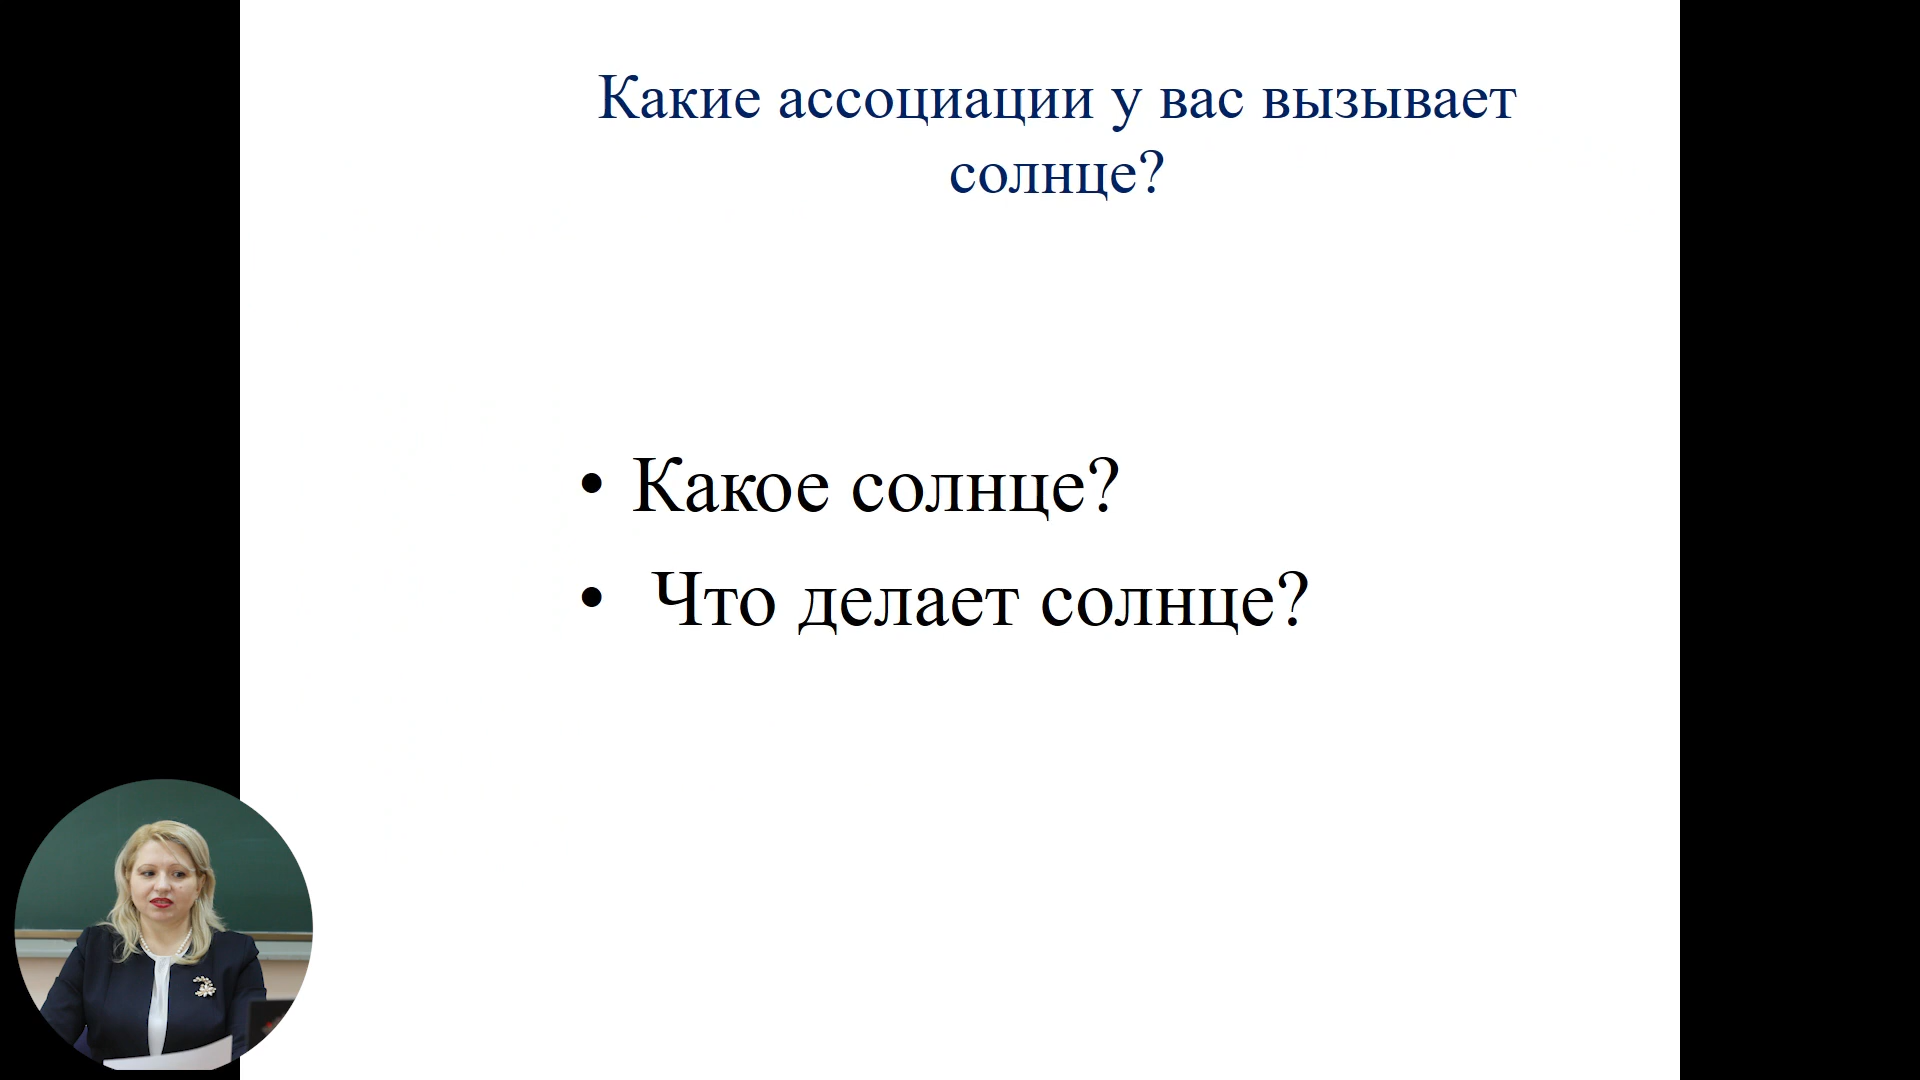 Какие ассоциации у вас вызывает
солнце?
• Какое солнце?
• Что делает солнце?